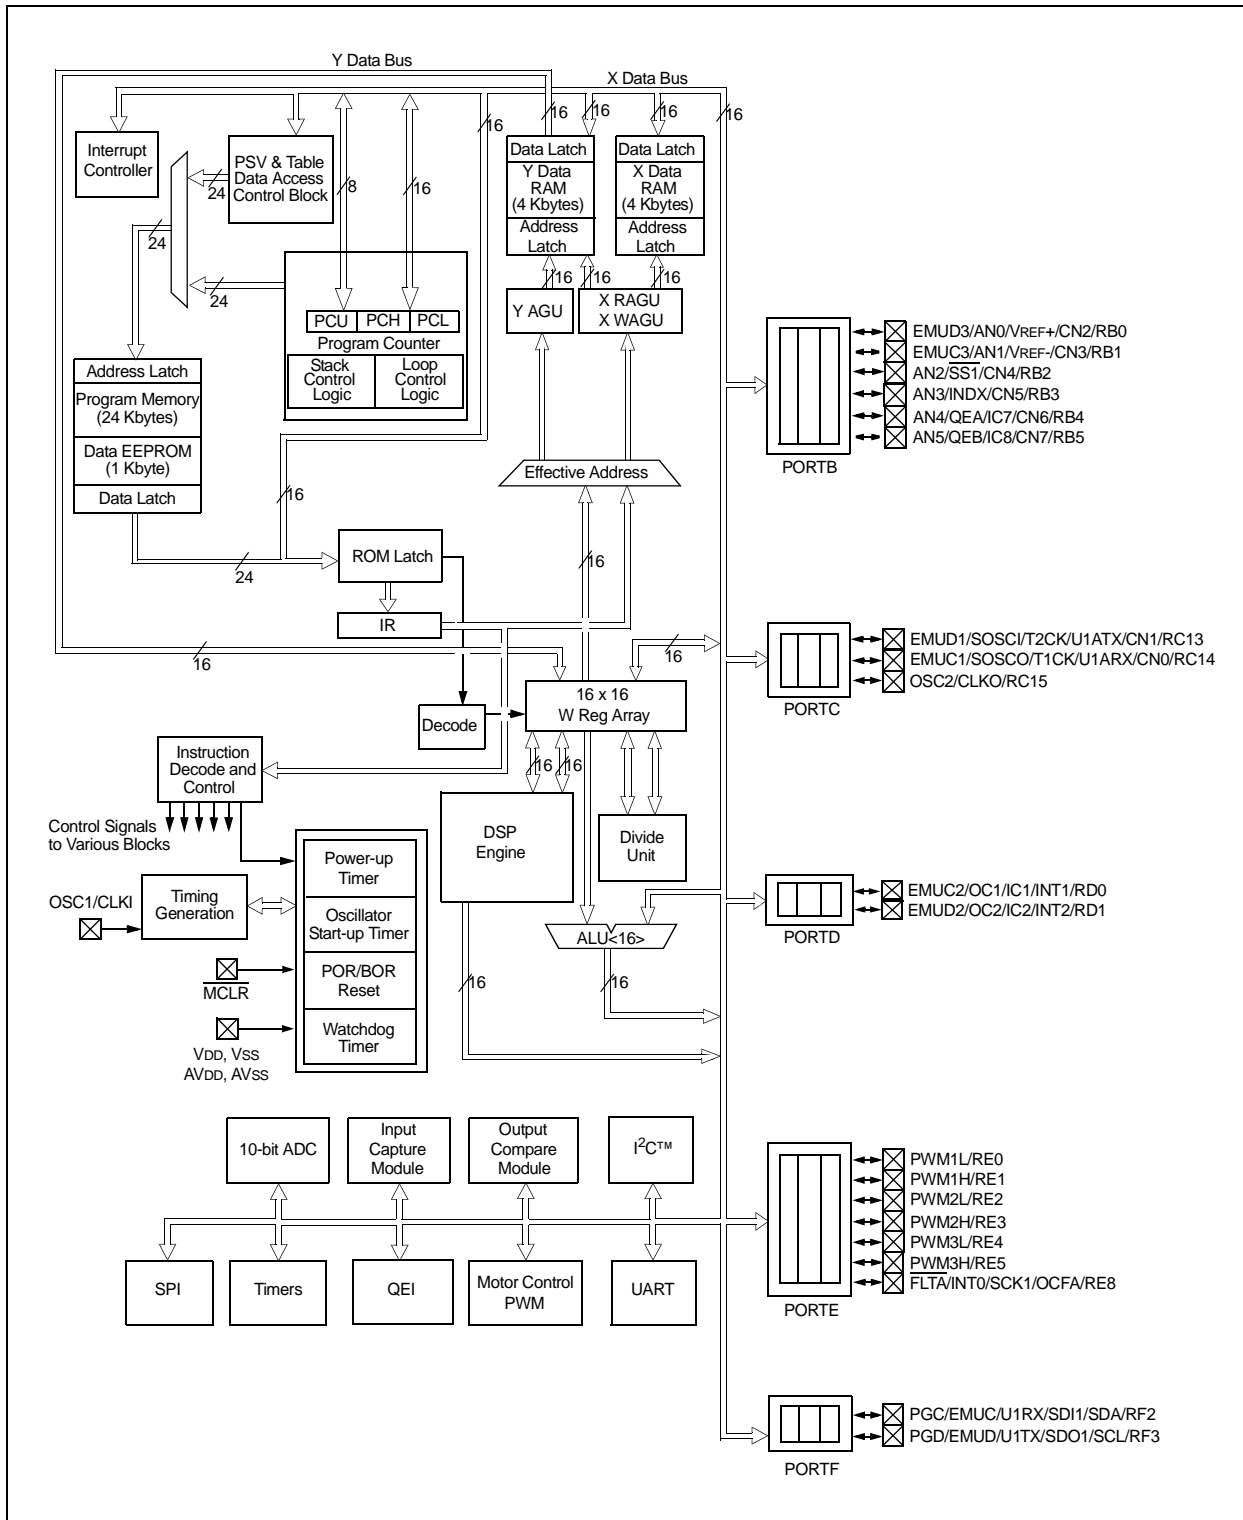 Y Data Bus
X Data Bus
16
16
16
16
16
Interrupt
Controller
PSV & Table
Data Access
Control Block
24
24
24
8
16
Data Latch
Y Data
RAM
(4 Kbytes)
Address
Latch
Data Latch
X Data
RAM
(4 Kbytes)
Address
Latch
16
16
16
Y AGU
X RAGU
X WAGU
PCU
PCH
PCL
Program Counter
Stack
Control
Logic
Loop
Control
Logic
Address Latch
Program Memory
(24 Kbytes)
Data EEPROM
(1 Kbyte)
Data Latch
Effective Address
16
24
ROM Latch
16
IR
16
16
16 x 16
W Reg Array
Decode
Instruction
Decode and
Control
Control Signals
to Various Blocks
16
16
DSP
Engine
Divide
Unit
Power-up
Timer
Oscillator
Start-up Timer
POR/BOR
Reset
Watchdog
Timer
OSC1/CLKI
Timing
Generation
MCLR
VDD, VSS
AVDD, AVSS
ALU<16>
16
16
10-bit ADC
Input
Capture
Module
Output
Compare
Module
I2C™
SPI
Timers
QEI
Motor Control
PWM
UART
EMUD3/AN0/VREF+/CN2/RB0
EMUC3/AN1/VREF-/CN3/RB1
AN2/SS1/CN4/RB2
AN3/INDX/CN5/RB3
AN4/QEA/IC7/CN6/RB4
AN5/QEB/IC8/CN7/RB5
PORTB
EMUD1/SOSCI/T2CK/U1ATX/CN1/RC13
EMUC1/SOSCO/T1CK/U1ARX/CN0/RC14
OSC2/CLKO/RC15
PORTC
EMUC2/OC1/IC1/INT1/RD0
EMUD2/OC2/IC2/INT2/RD1
PORTD
PWM1L/RE0
PWM1H/RE1
PWM2L/RE2
PWM2H/RE3
PWM3L/RE4
PWM3H/RE5
FLTA/INT0/SCK1/OCFA/RE8
PORTE
PGC/EMUC/U1RX/SDI1/SDA/RF2
PGD/EMUD/U1TX/SDO1/SCL/RF3
PORTF